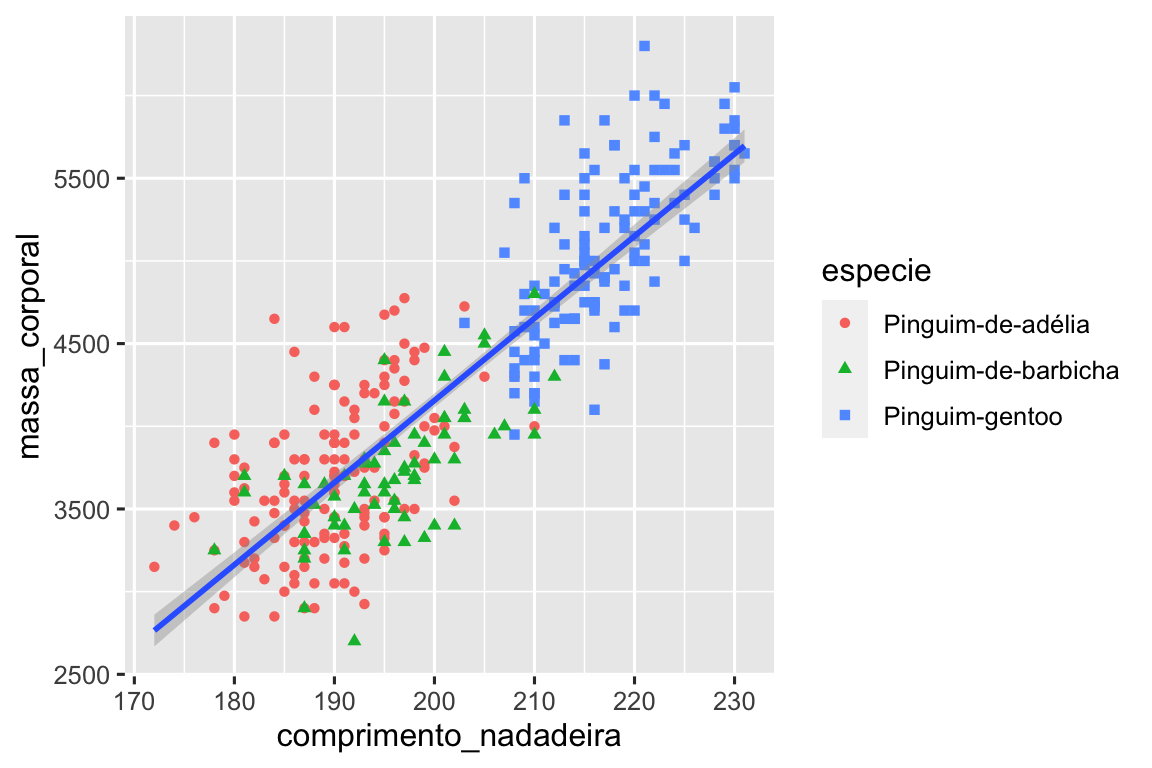 massa_corporal
5500
4500
3500
2500
170 180 190 200 210 220 230
comprimento_nadadeira
especie
Pinguim-de-adélia
Pinguim-de-barbicha
Pinguim-gentoo